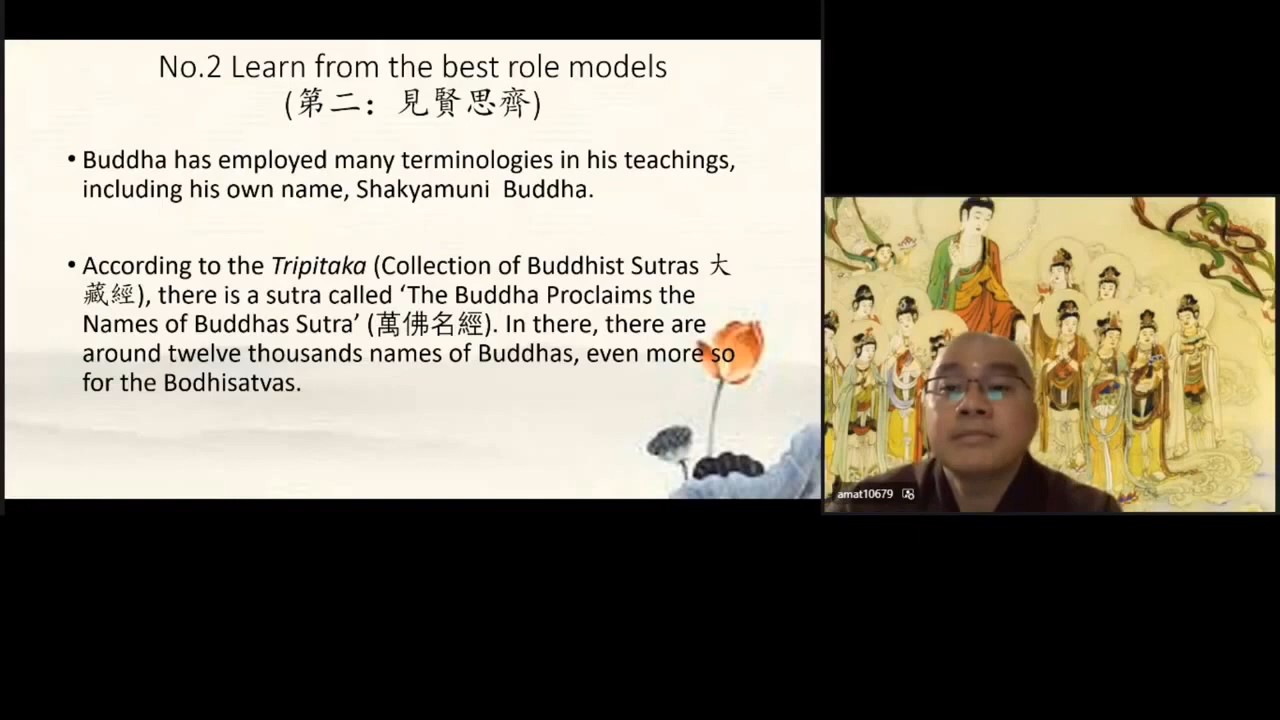 No.2 Learn from the best role models
(第二：見賢思齊)
• Buddha has employed many terminologies in his teachings,
including his own name, Shakyamuni Buddha.
• According to the Tripitaka (Collection of Buddhist Sutras 大
藏經), there is a sutra called ‘The Buddha Proclaims the
Names of Buddhas Sutra’ (萬佛名經). In there, there are
around twelve thousands names of Buddhas, even more so
for the Bodhisatvas.
amat10679